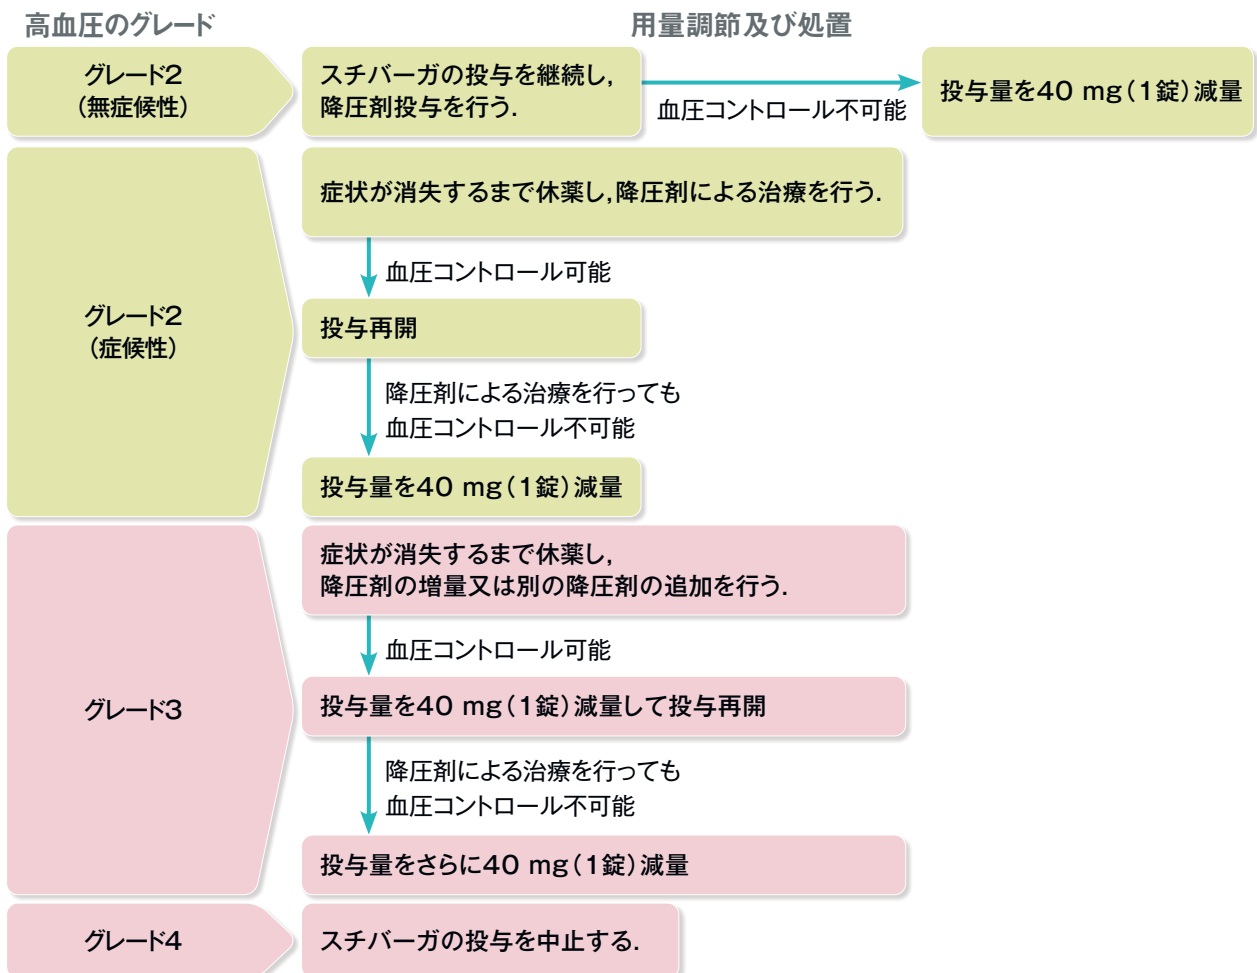 高血圧のグレード
用量調節及び処置
グレード2
（無症候性）
スチバーガの投与を継続し，
降圧剤投与を行う．
血圧コントロール不可能
投与量を40 mg（1錠）減量
グレード2
（症候性）
症状が消失するまで休薬し，降圧剤による治療を行う．
血圧コントロール可能
投与再開
降圧剤による治療を行っても
血圧コントロール不可能
投与量を40 mg（1錠）減量
グレード3
症状が消失するまで休薬し，
降圧剤の増量又は別の降圧剤の追加を行う．
血圧コントロール可能
投与量を40 mg（1錠）減量して投与再開
降圧剤による治療を行っても
血圧コントロール不可能
投与量をさらに40 mg（1錠）減量
グレード4
スチバーガの投与を中止する．